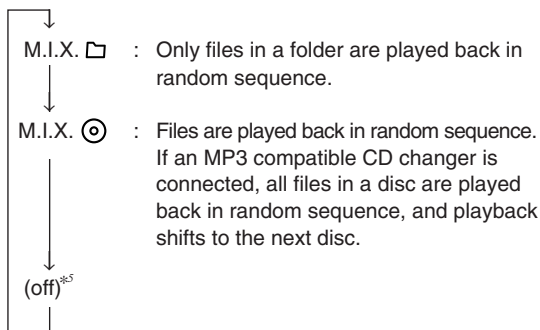 M.I.X. : Only files in a folder are played back in
random sequence.
M.I.X. : Files are played back in random sequence.
If an MP3 compatible CD changer is
connected, all files in a disc are played
back in random sequence, and playback
shifts to the next disc.
(off)*5